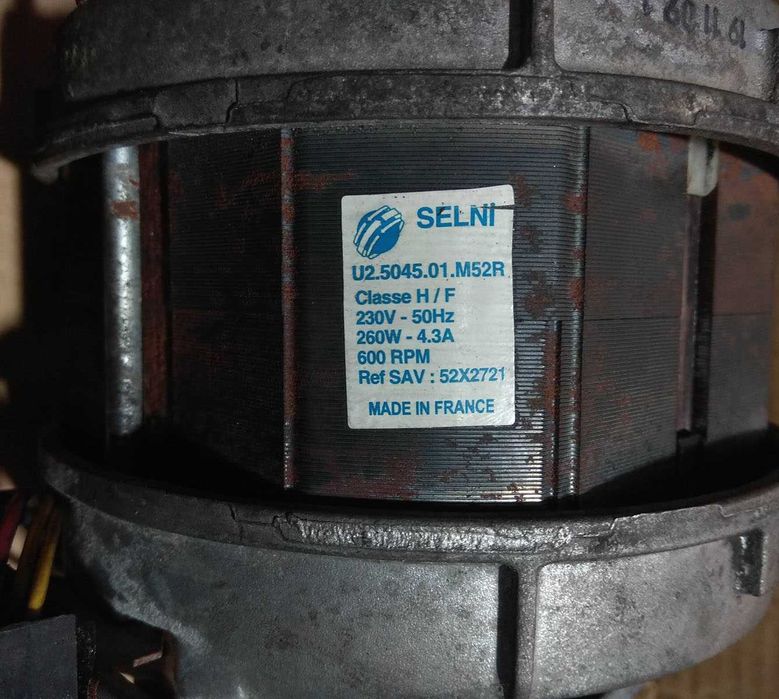 SELNI
U2.5045.01.M52R
Classe H / F
230V - 50Hz
260W - 4.3A
600 RPM
Ref SAV : 52X2721
MADE IN FRANCE